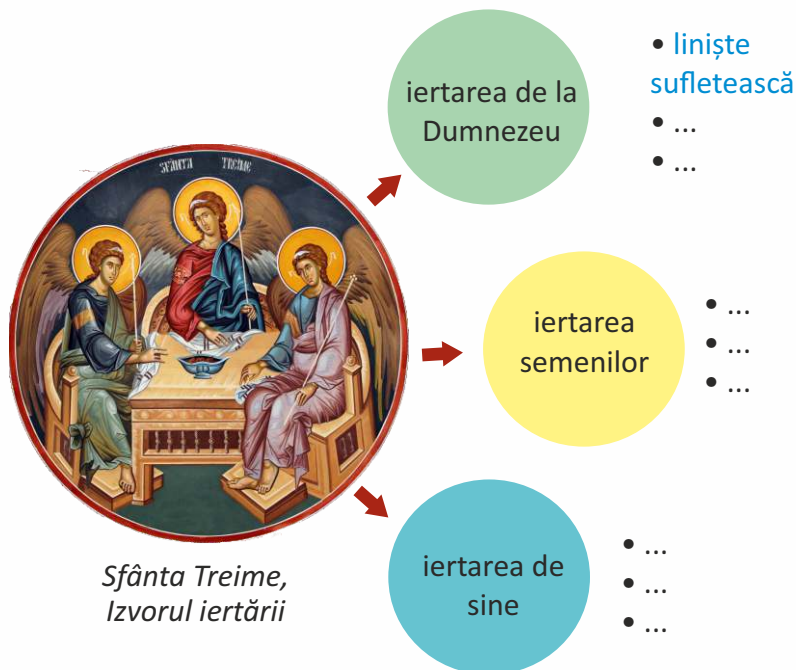 iertarea de la
Dumnezeu
• liniște
sufletească
• ...
• ...
SFÂNTA TREIME
iertarea
semenilor
• ...
• ...
• ...
iertarea de
sine
• ...
• ...
• ...
Sfânta Treime,
Izvorul iertării